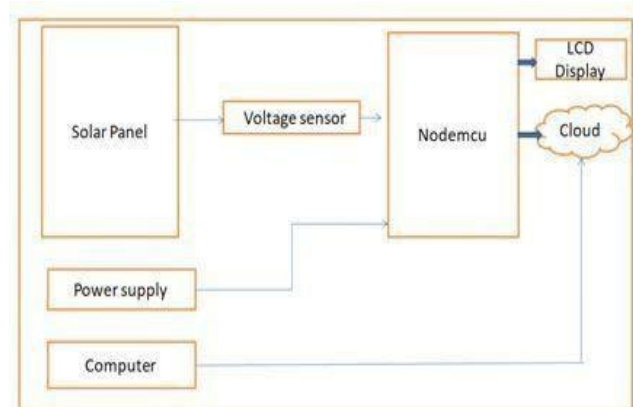 LCD
Display
Solar Panel
Voltage sensor
Nodemcu
Cloud
Power supply
Computer